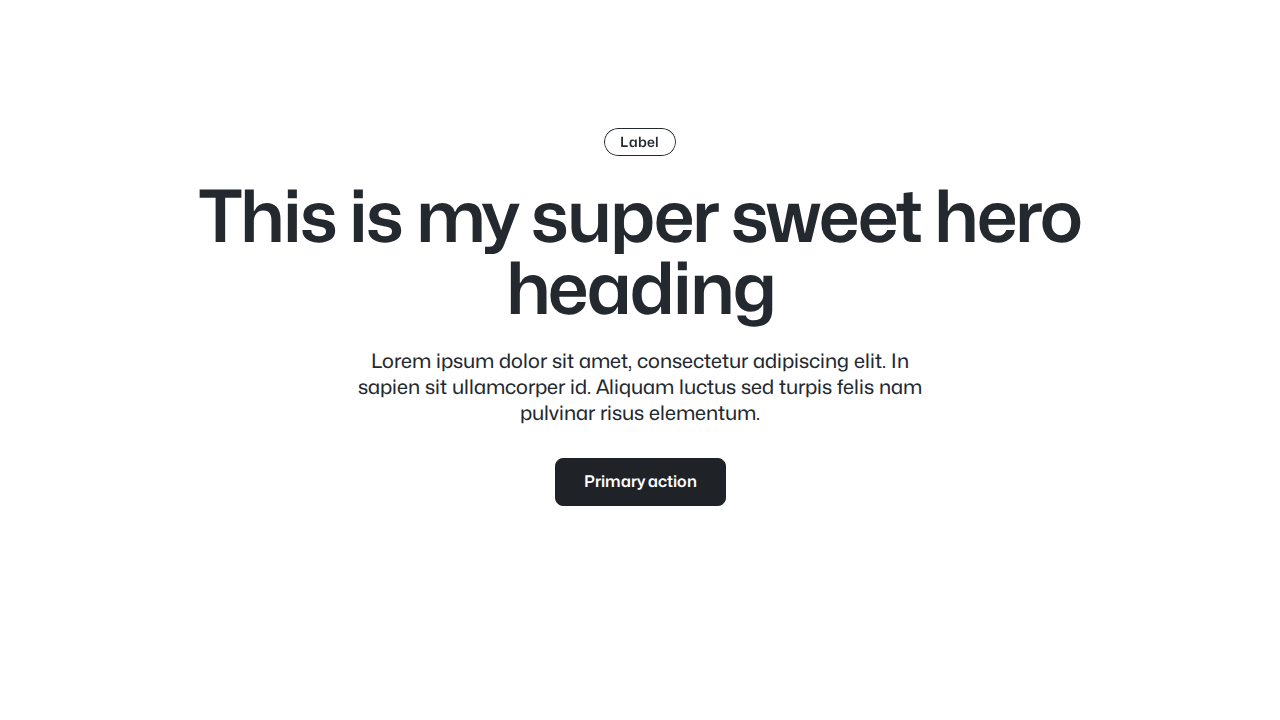 Label
This is my super sweet hero
heading
Lorem ipsum dolor sit amet, consectetur adipiscing elit. In
sapien sit ullamcorper id. Aliquam luctus sed turpis felis nam
pulvinar risus elementum.
Primary action